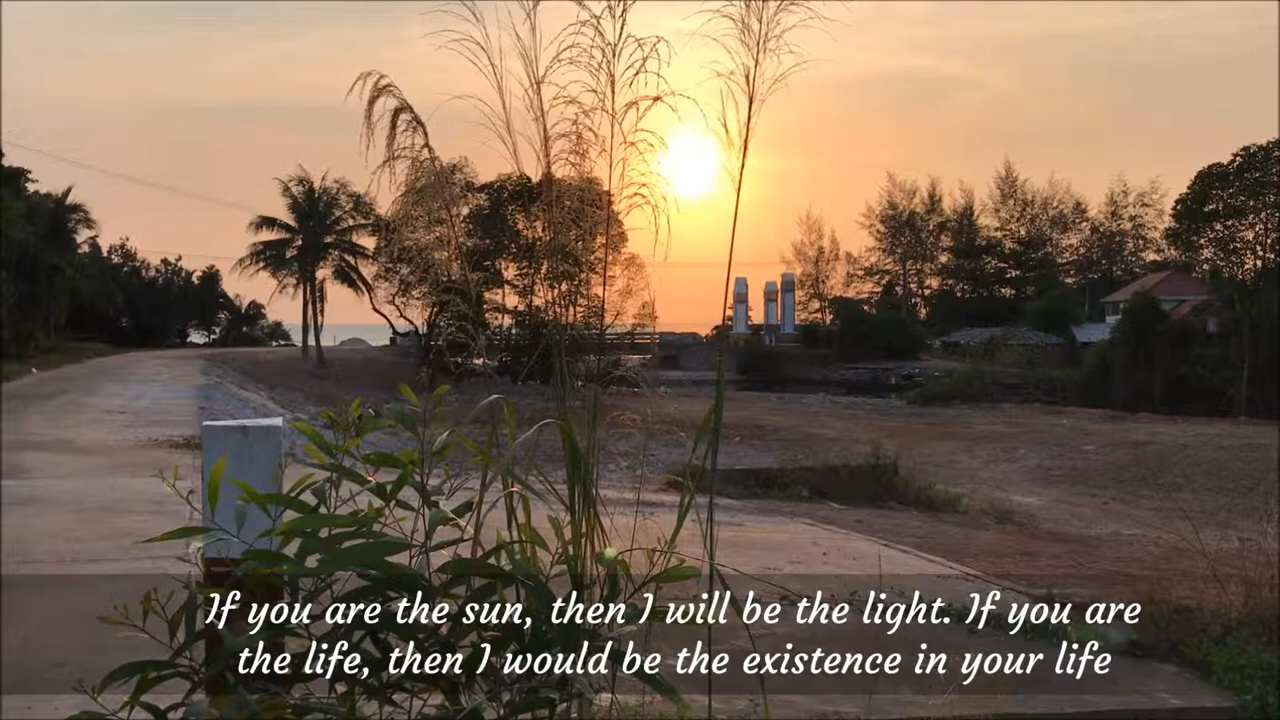 If you are the sun, then I will be the light. If you are
the life, then I would be the existence in your life